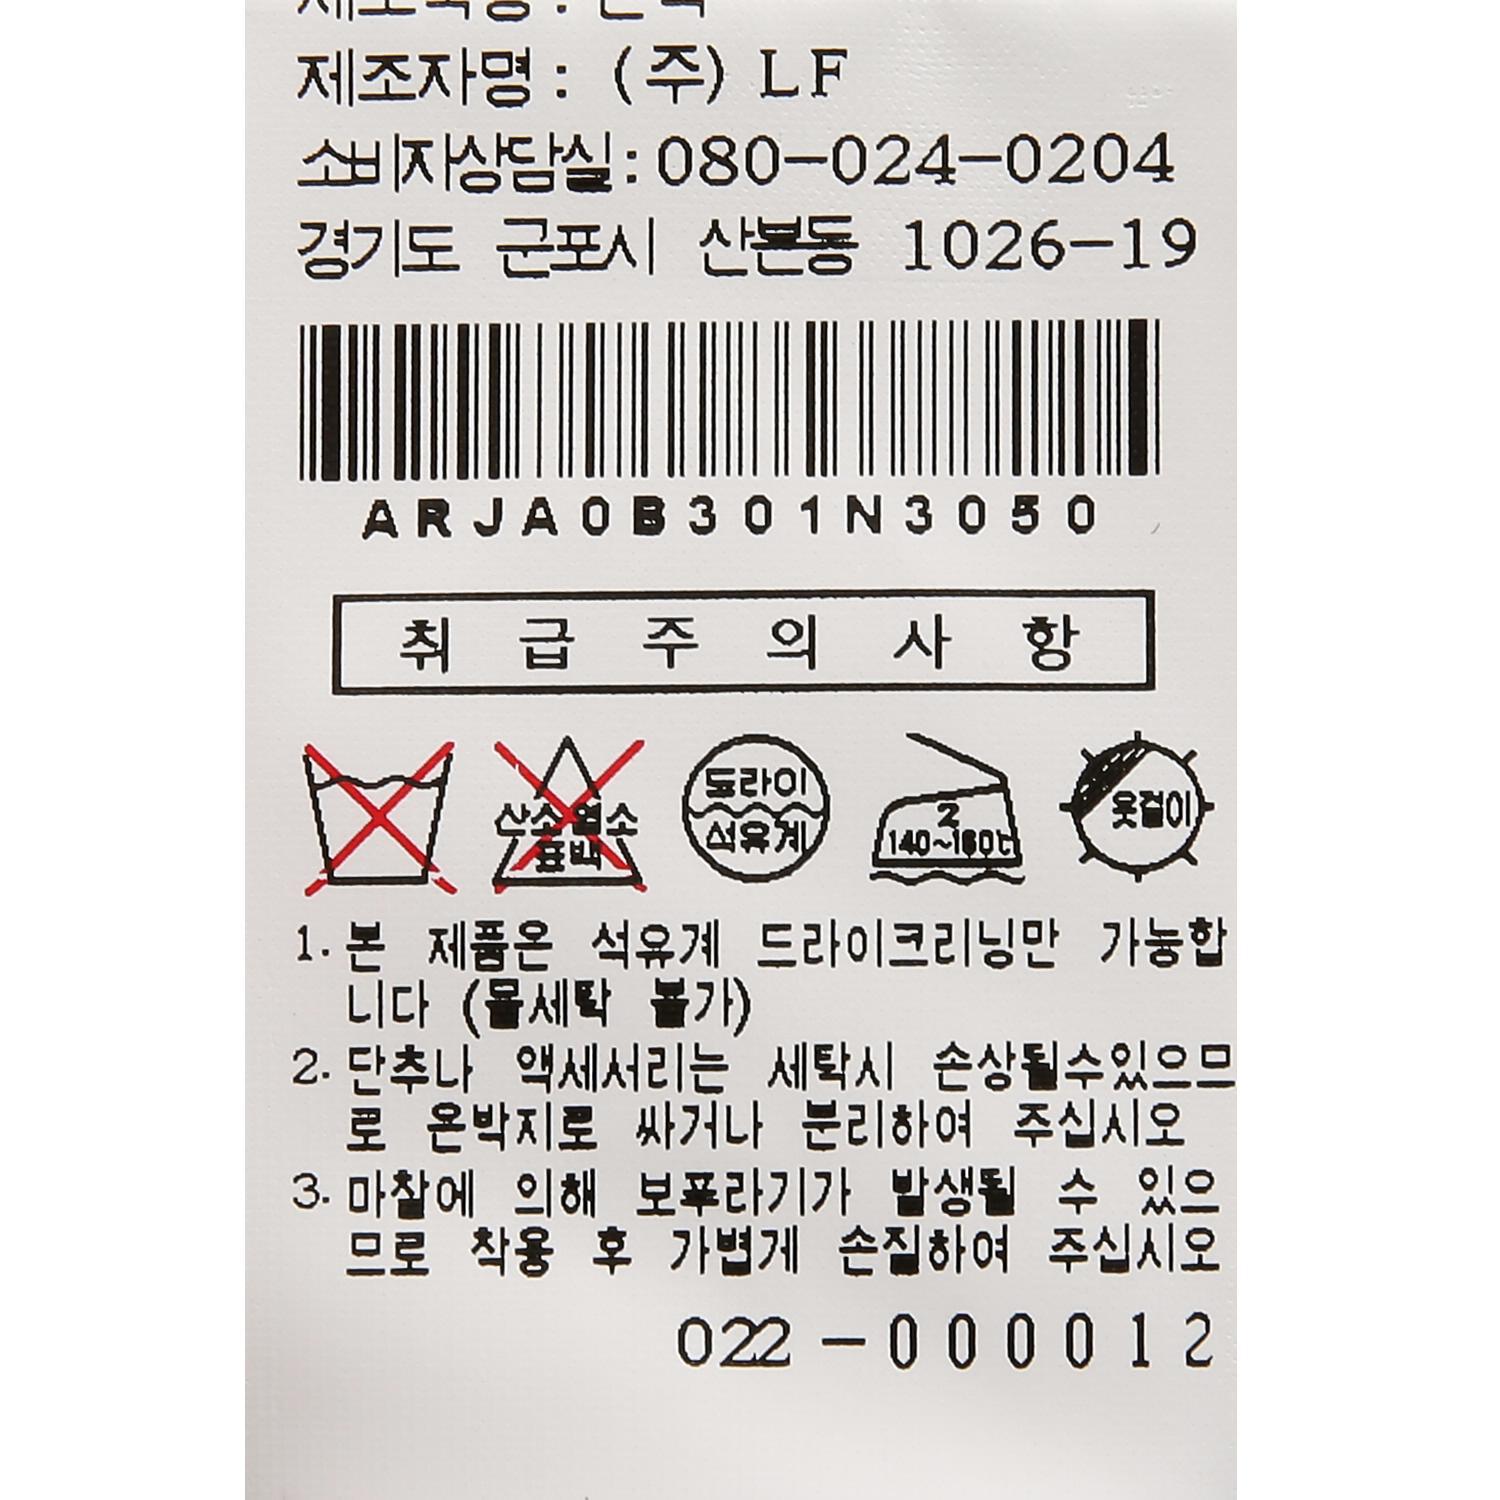 제조자명: (주) LF
소비자상담실:080-024-0204
경기도 군포시 산본동 1026-19
ARJA0B301N3050
취급주의사항
산소염소
표백
드라이
석유계
2
140~160℃
옷걸이
1. 본 제품은 석유계 드라이크리닝만 가능합
니다 (물세탁 불가)
2. 단추나 액세서리는 세탁시 손상될수있으므
로 은박지로 싸거나 분리하여 주십시오
3. 마찰에 의해 보푸라기가 발생될 수 있으
므로 착용 후 가볍게 손질하여 주십시오
022-000012